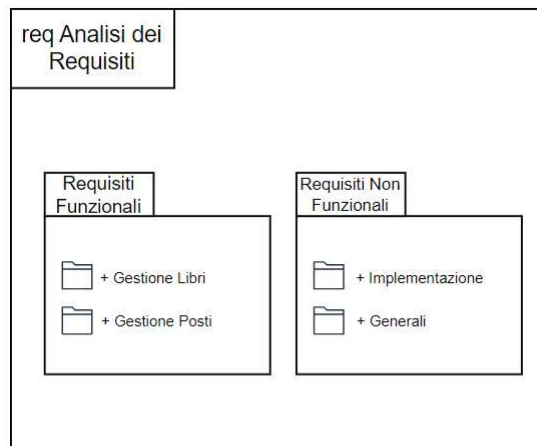 req Analisi dei
Requisiti
Requisiti
Funzionali
+ Gestione Libri
+ Gestione Posti
Requisiti Non
Funzionali
+ Implementazione
+ Generali